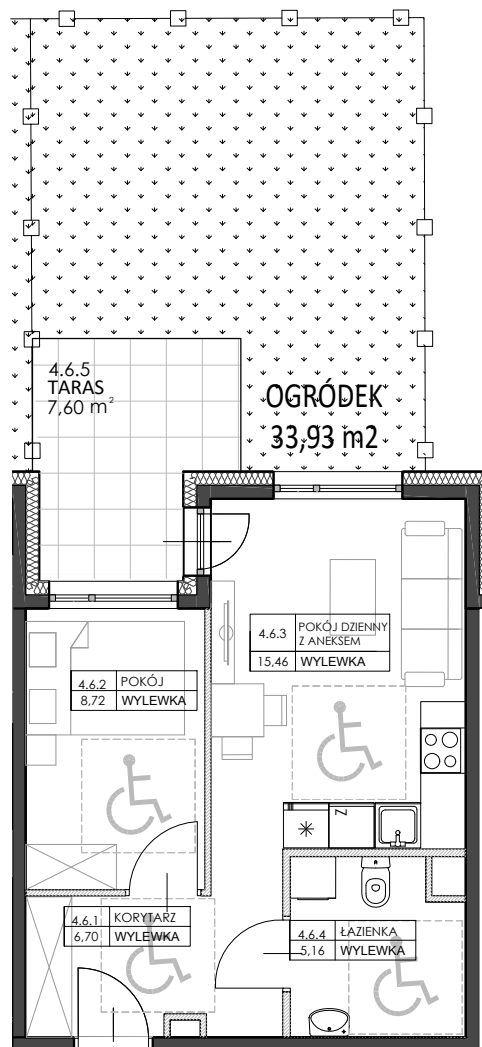 4.6.5
TARAS
7,60 m²
OGRÓDEK
33,93 m2
4.6.3 POKÓJ DZIENNY
Z ANEKSEM
15,46 WYLEWKA
4.6.2 POKÓJ
8,72 WYLEWKA
Z
4.6.1 KORYTARZ
6,70 WYLEWKA
4.6.4 ŁAZIENKA
5,16 WYLEWKA